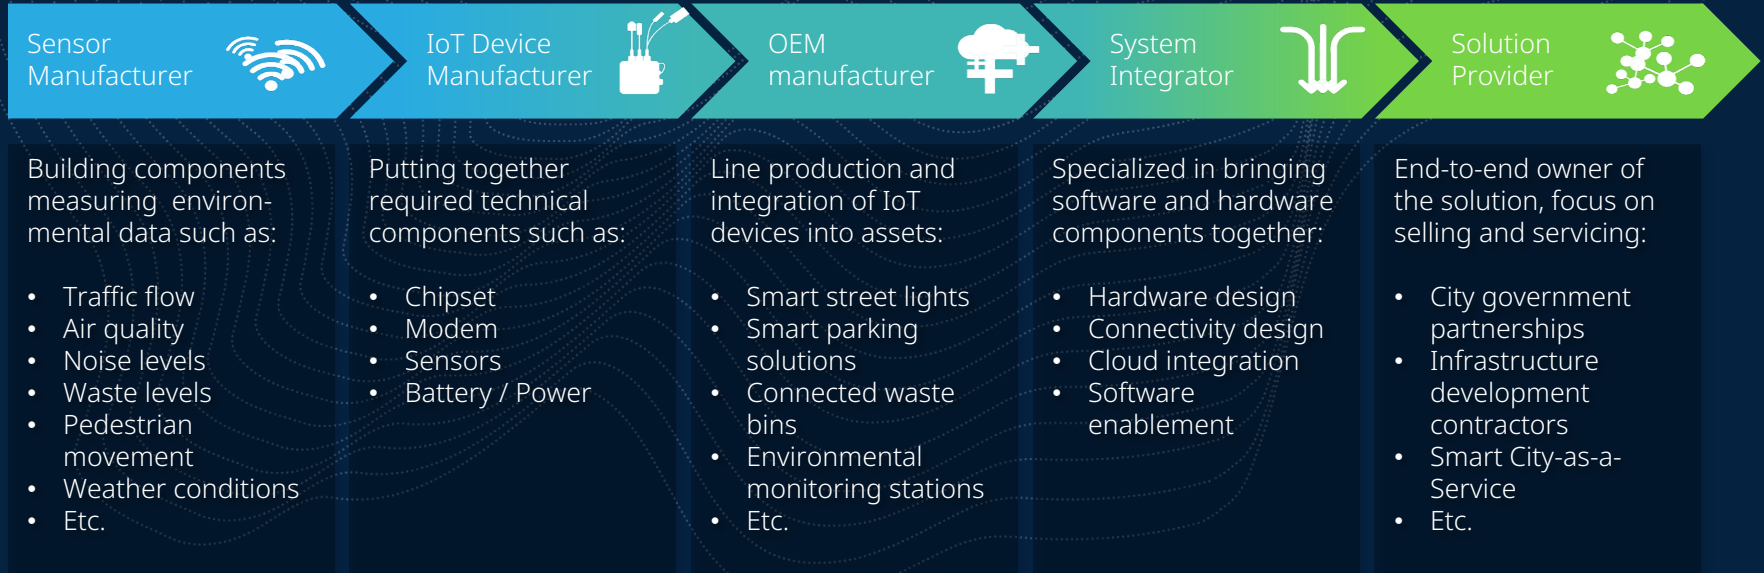 Sensor
Manufacturer
IoT Device
Manufacturer
OEM
manufacturer
System
Integrator
Solution
Provider
Building components
measuring  environ-
mental data such as:
• Traffic flow
• Air quality
• Noise levels
• Waste levels
• Pedestrian
movement
• Weather conditions
• Etc.
Putting together
required technical
components such as:
• Chipset
• Modem
• Sensors
• Battery / Power
Line production and
integration of IoT
devices into assets:
• Smart street lights
• Smart parking
solutions
• Connected waste
bins
• Environmental
monitoring stations
• Etc.
Specialized in bringing
software and hardware
components together:
• Hardware design
• Connectivity design
• Cloud integration
• Software
enablement
End-to-end owner of
the solution, focus on
selling and servicing:
• City government
partnerships
• Infrastructure
development
contractors
• Smart City-as-a-
Service
• Etc.